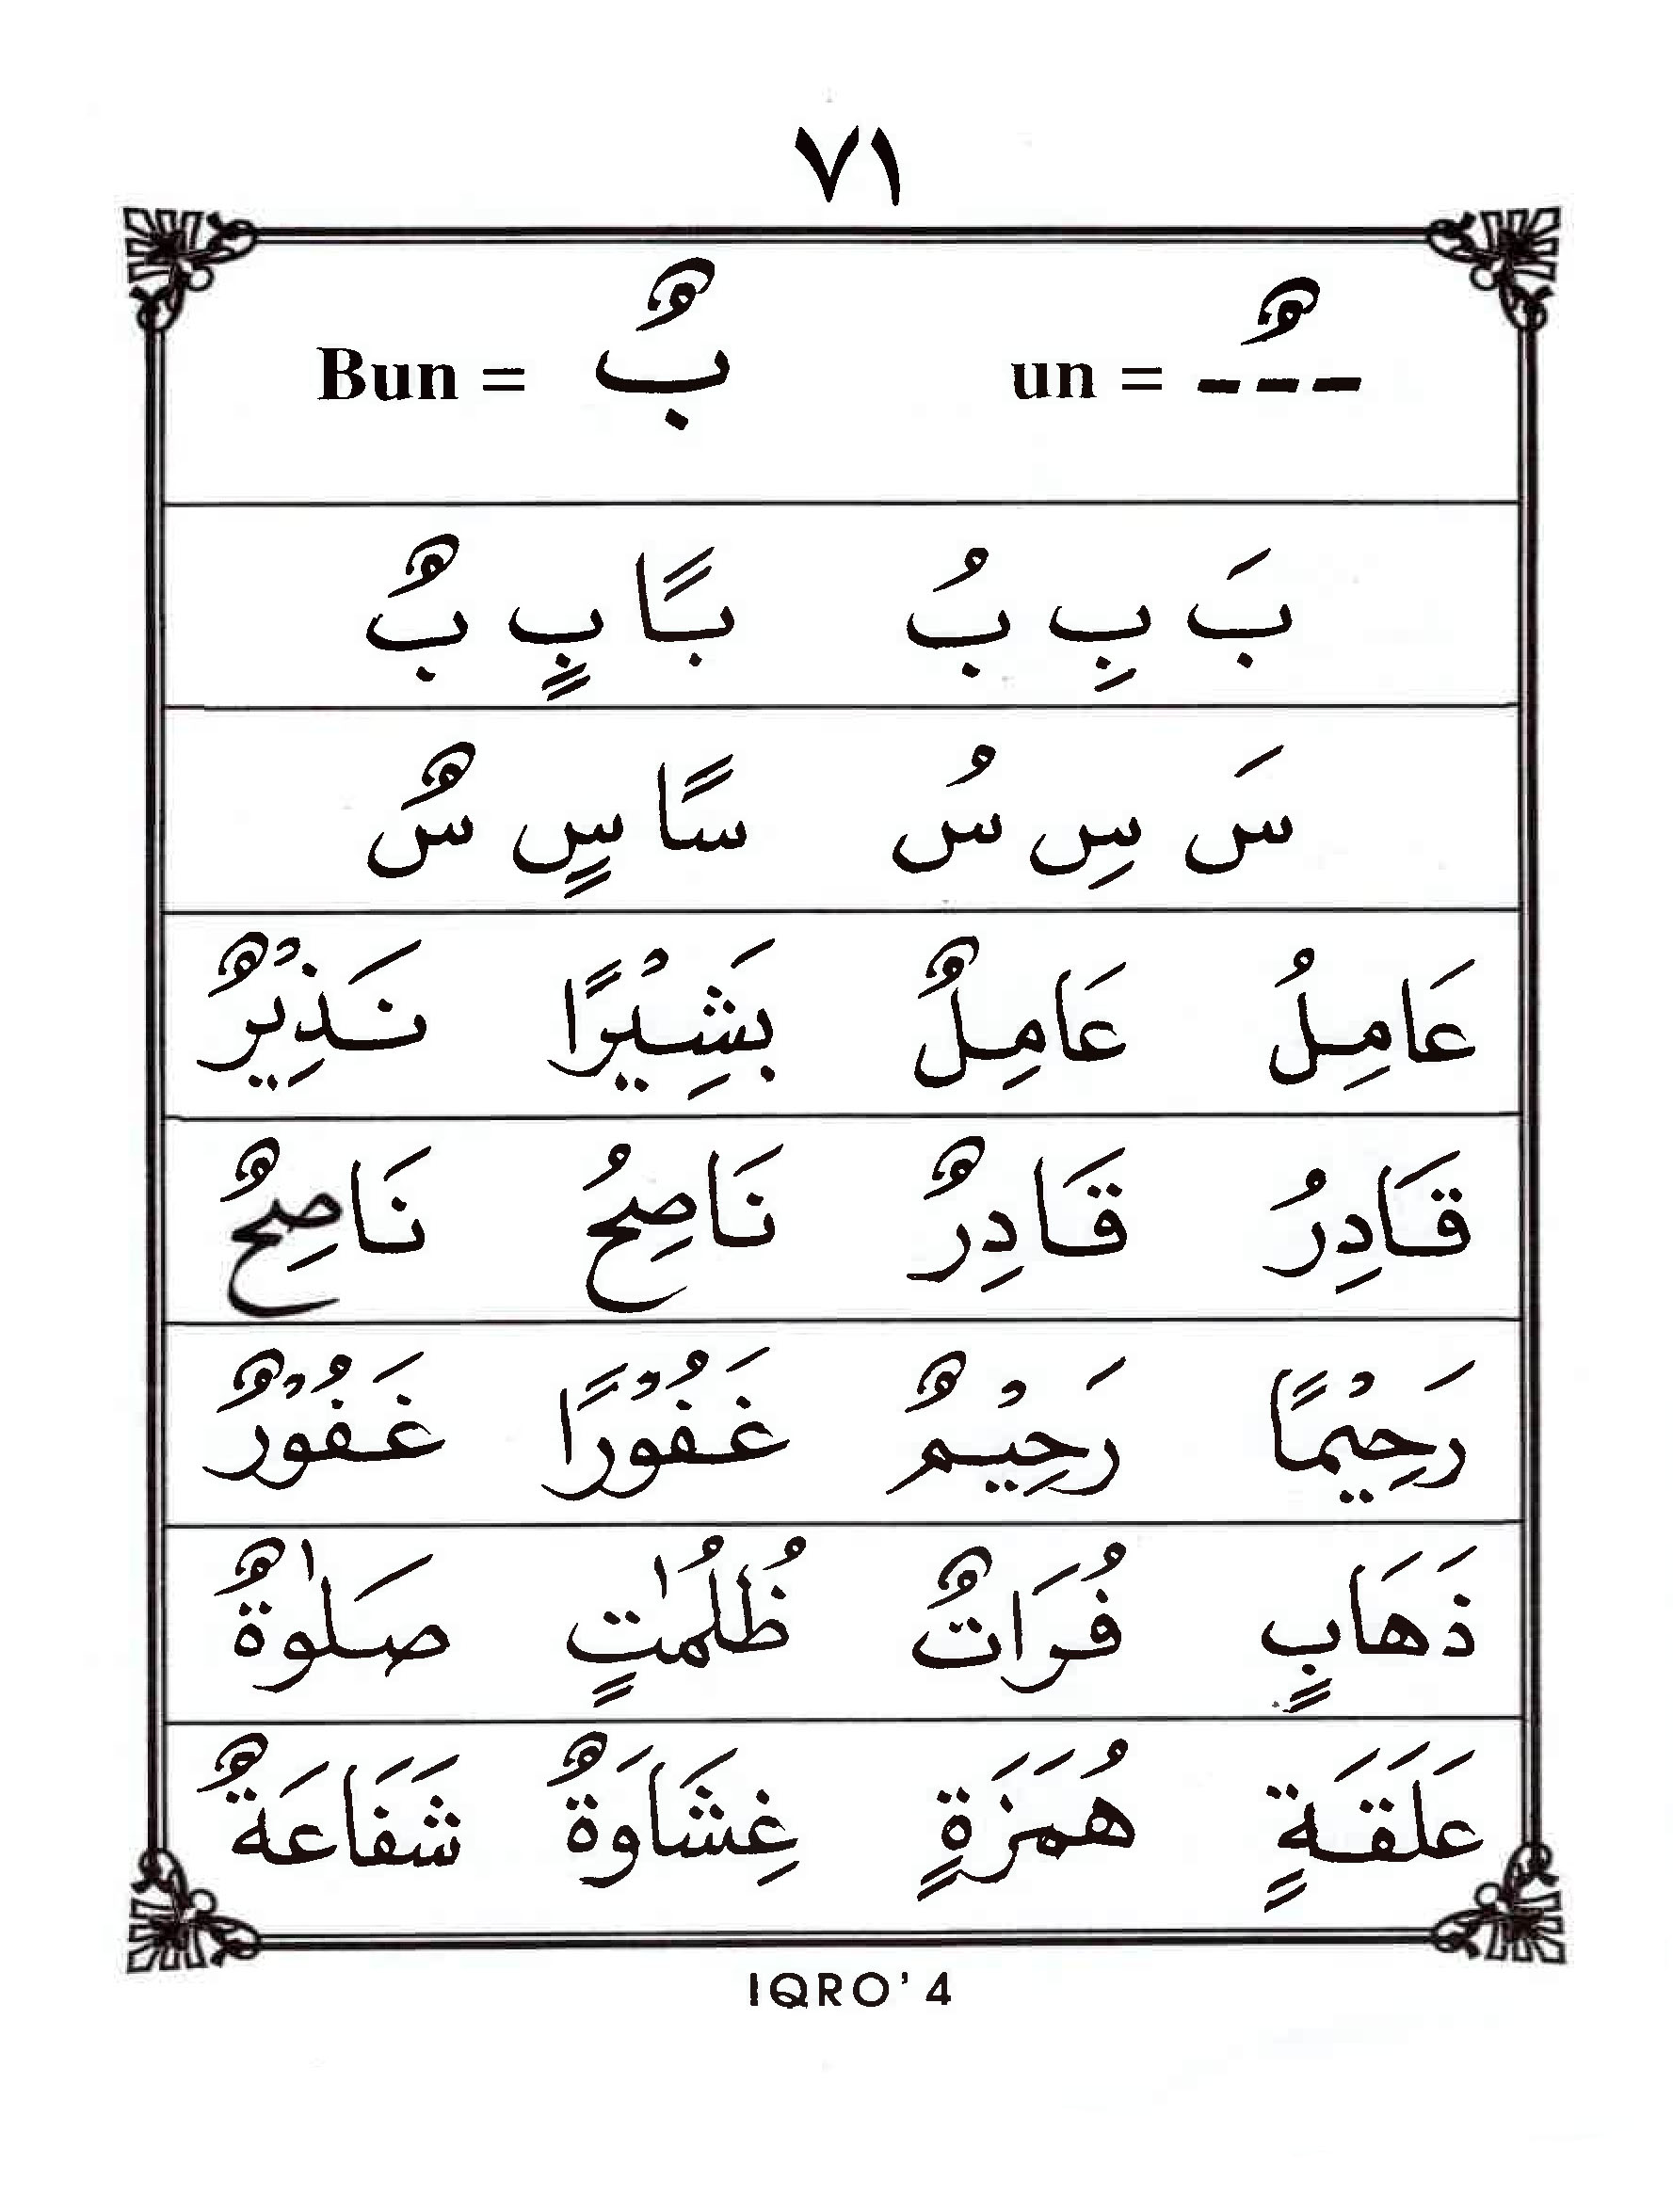 ٧١
ـــٌ = un بٌ = Bun
بَ بِ بُ بًا بٍ بٌ
سَ سِ سُ سًا سٍ سٌ
عَامِلُ عَامِلٌ بَشِيْرًا نَذِيْرٌ
قَادِرُ قَادِرٌ نَاصِحُ نَاصِحٌ
رَحِيْمًا رَحِيْمٌ غَفُوْرًا غَفُوْرٌ
ذَهَابٍ فُرَاتٌ ظُلُمٰتٍ صَلٰوةٌ
عَلَقَةٍ هُمَزَةٍ غِشَاوَةٌ شَفَاعَةٌ
IQRO' 4